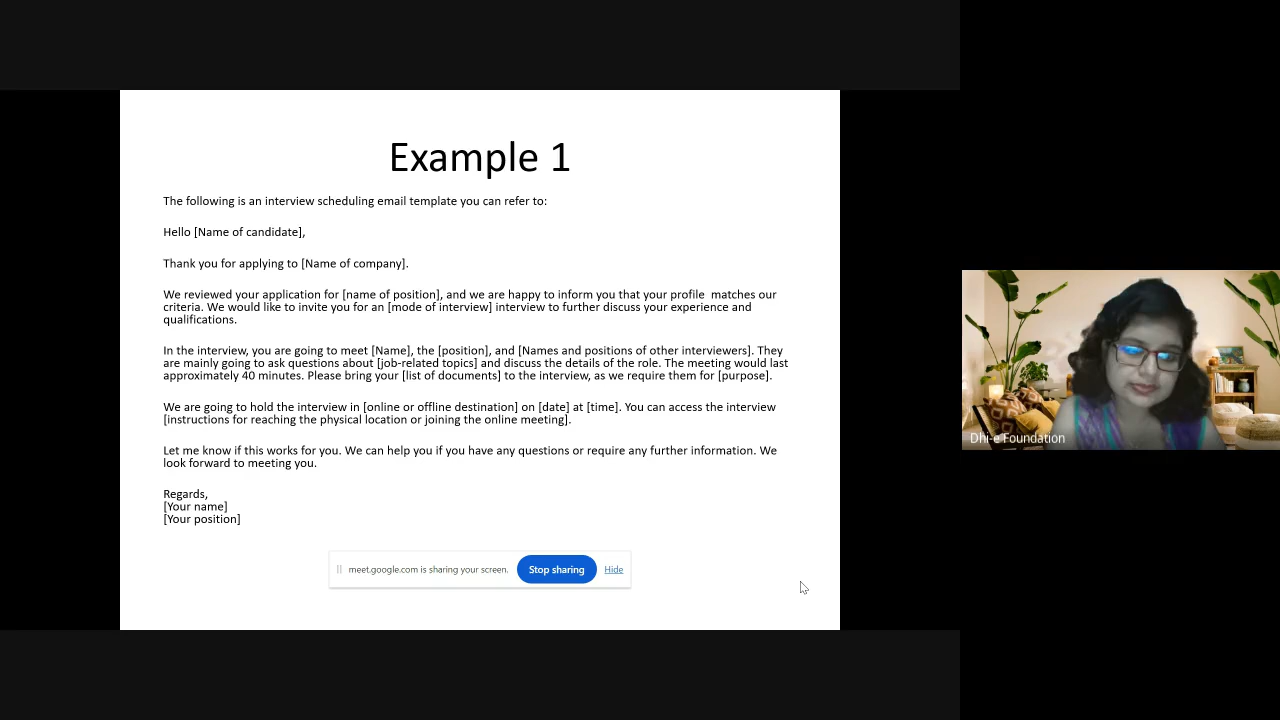 Example 1
The following is an interview scheduling email template you can refer to:
Hello [Name of candidate],
Thank you for applying to [Name of company].
We reviewed your application for [name of position], and we are happy to inform you that your profile  matches our
criteria. We would like to invite you for an [mode of interview] interview to further discuss your experience and
qualifications.
In the interview, you are going to meet [Name], the [position], and [Names and positions of other interviewers]. They
are mainly going to ask questions about [job-related topics] and discuss the details of the role. The meeting would last
approximately 40 minutes. Please bring your [list of documents] to the interview, as we require them for [purpose].
We are going to hold the interview in [online or offline destination] on [date] at [time]. You can access the interview
[instructions for reaching the physical location or joining the online meeting].
Let me know if this works for you. We can help you if you have any questions or require any further information. We
look forward to meeting you.
Regards,
[Your name]
[Your position]
meet.google.com is sharing your screen. Stop sharing Hide
Dhi-e Foundation